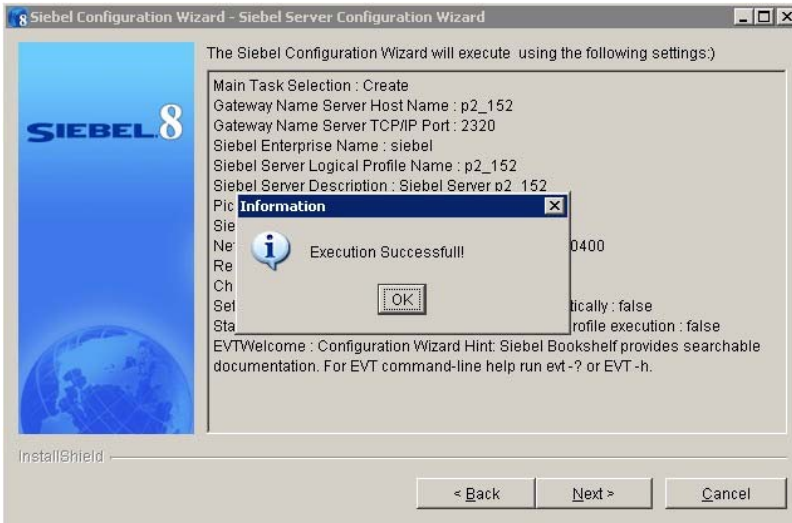 Siebel Configuration Wizard - Siebel Server Configuration Wizard
The Siebel Configuration Wizard will execute using the following settings:)
SIEBEL.8
Main Task Selection : Create
Gateway Name Server Host Name : p2_152
Gateway Name Server TCP/IP Port : 2320
Siebel Enterprise Name : siebel
Siebel Server Logical Profile Name : p2_152
Siebel Server Description : Siebel Server p2_152
Pic
Sie
Net 0400
Re
Ch
Set tically : false
Sta rofile execution : false
EVTWelcome : Configuration Wizard Hint: Siebel Bookshelf provides searchable
documentation. For EVT command-line help run evt -? or EVT -h.
Information
Execution Successfull!
OK
InstallShield
< Back Next > Cancel